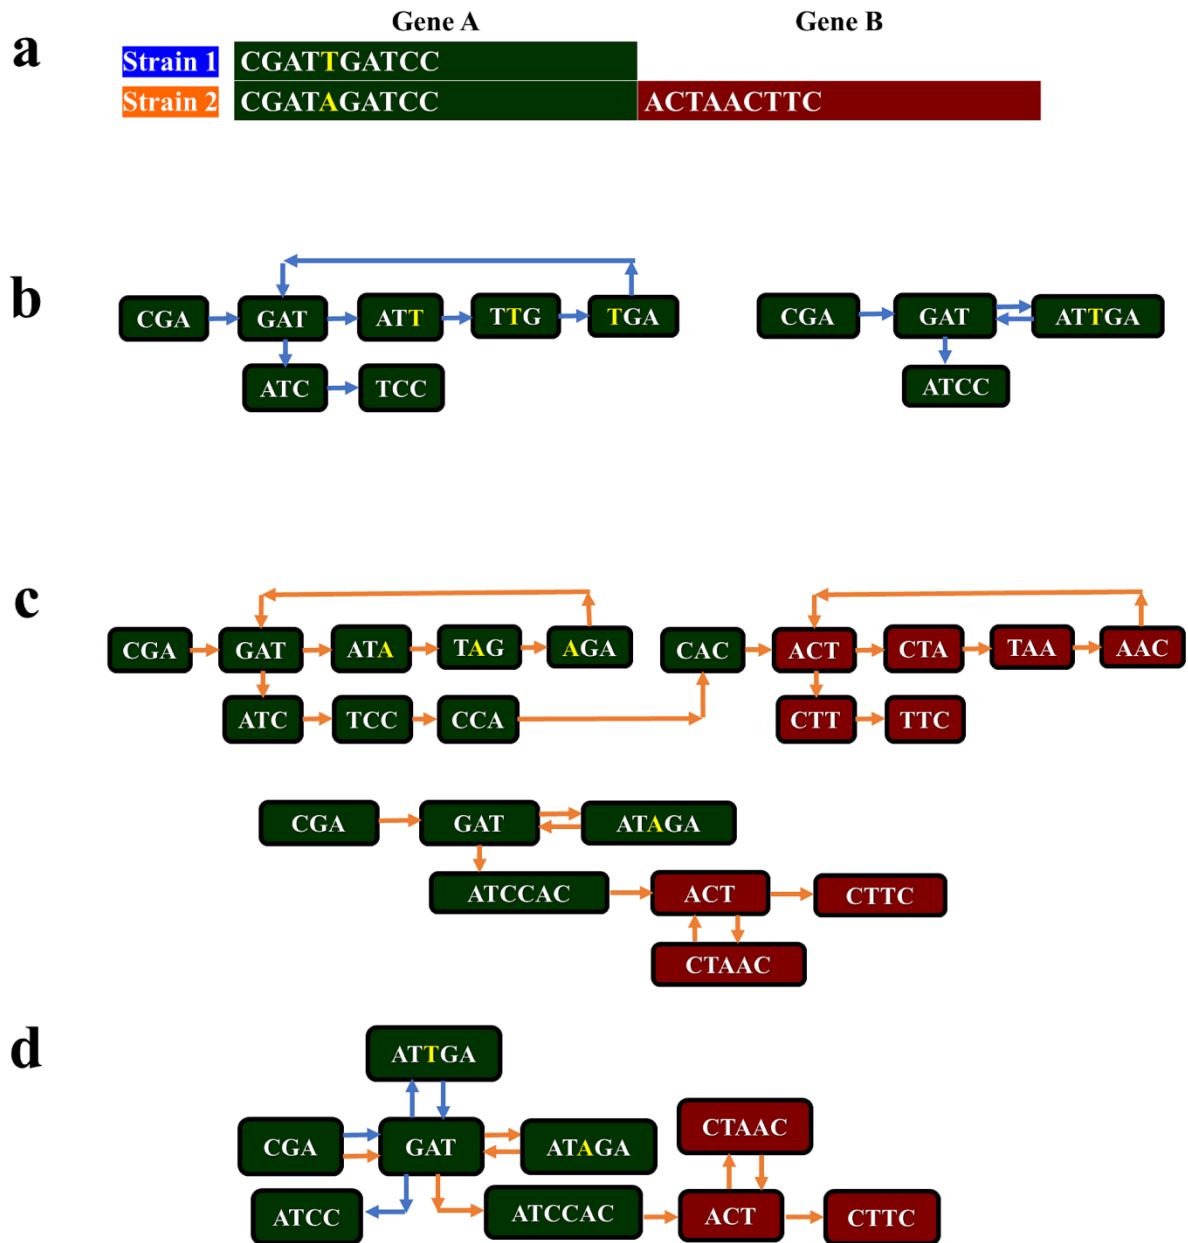 Gene A Gene B
a
Strain 1 CGATTGATCC
Strain 2 CGATAGATCC ACTAACTTC
b
CGA GAT ATT TTG TGA CGA GAT ATTGA
ATC TCC ATCC
c
CGA GAT ATA TAG AGA CAC ACT CTA TAA AAC
ATC TCC CCA CTT TTC
CGA GAT ATAGA
ATCCAC ACT CTTC
CTAAC
d
ATTGA
CTAAC
CGA GAT ATAGA
ATCC ATCCAC ACT CTTC